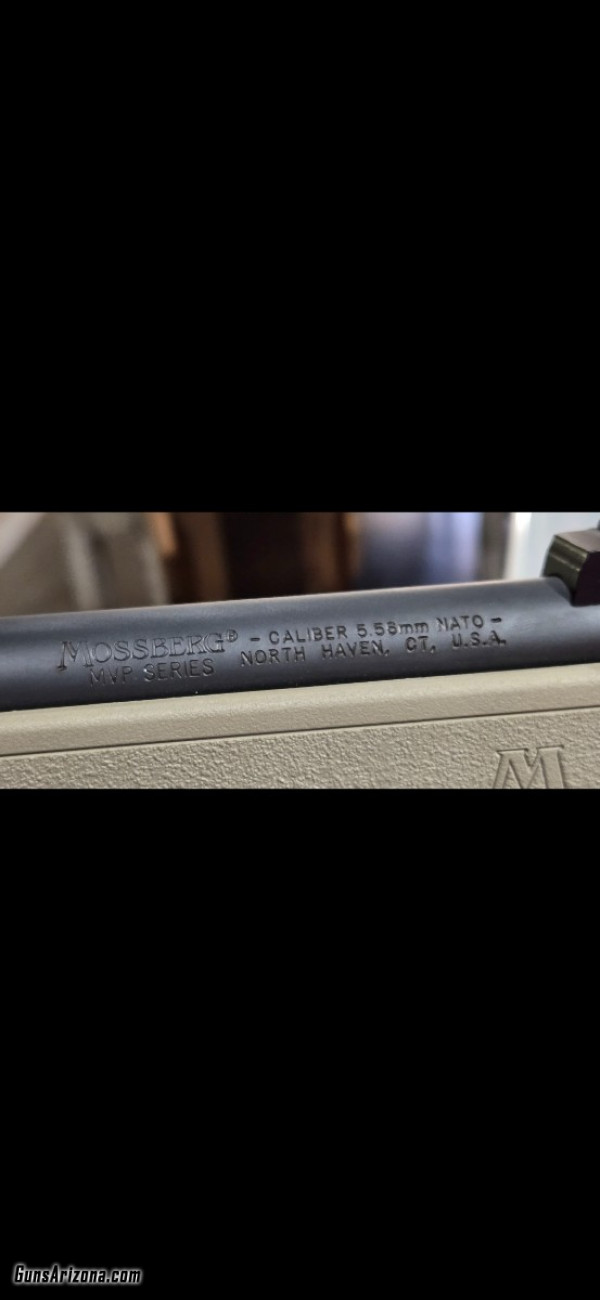 MOSSBERG® - CALIBER 5.56mm NATO -
MVP SERIES NORTH HAVEN, CT, U.S.A.
M
GunsArizona.com